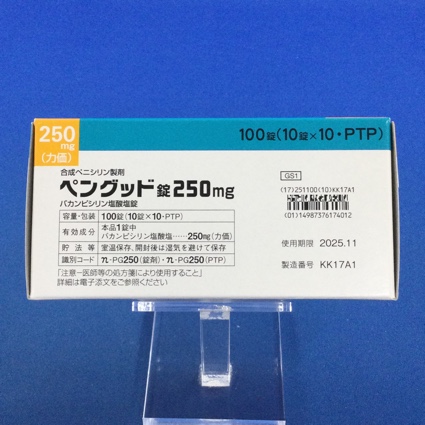 250
mg
(力価)
100錠(10錠×10・PTP)
合成ペニシリン製剤
ペングッド錠250mg
バカンピシリン塩酸塩錠
容量・包装 100錠(10錠×10・PTP)
有効成分 本品1錠中
バカンピシリン塩酸塩……250mg(力価)
貯法等 室温保存、開封後は湿気を避けて保存
識別コード n-PG250(錠剤)・n-PG250(PTP)
「注意-医師等の処方箋により使用すること」
詳細は電子添文をご参照ください。
GS1
(17)251100(10)KK17A1
(01)14987376174012
使用期限 2025.11
製造番号 KK17A1